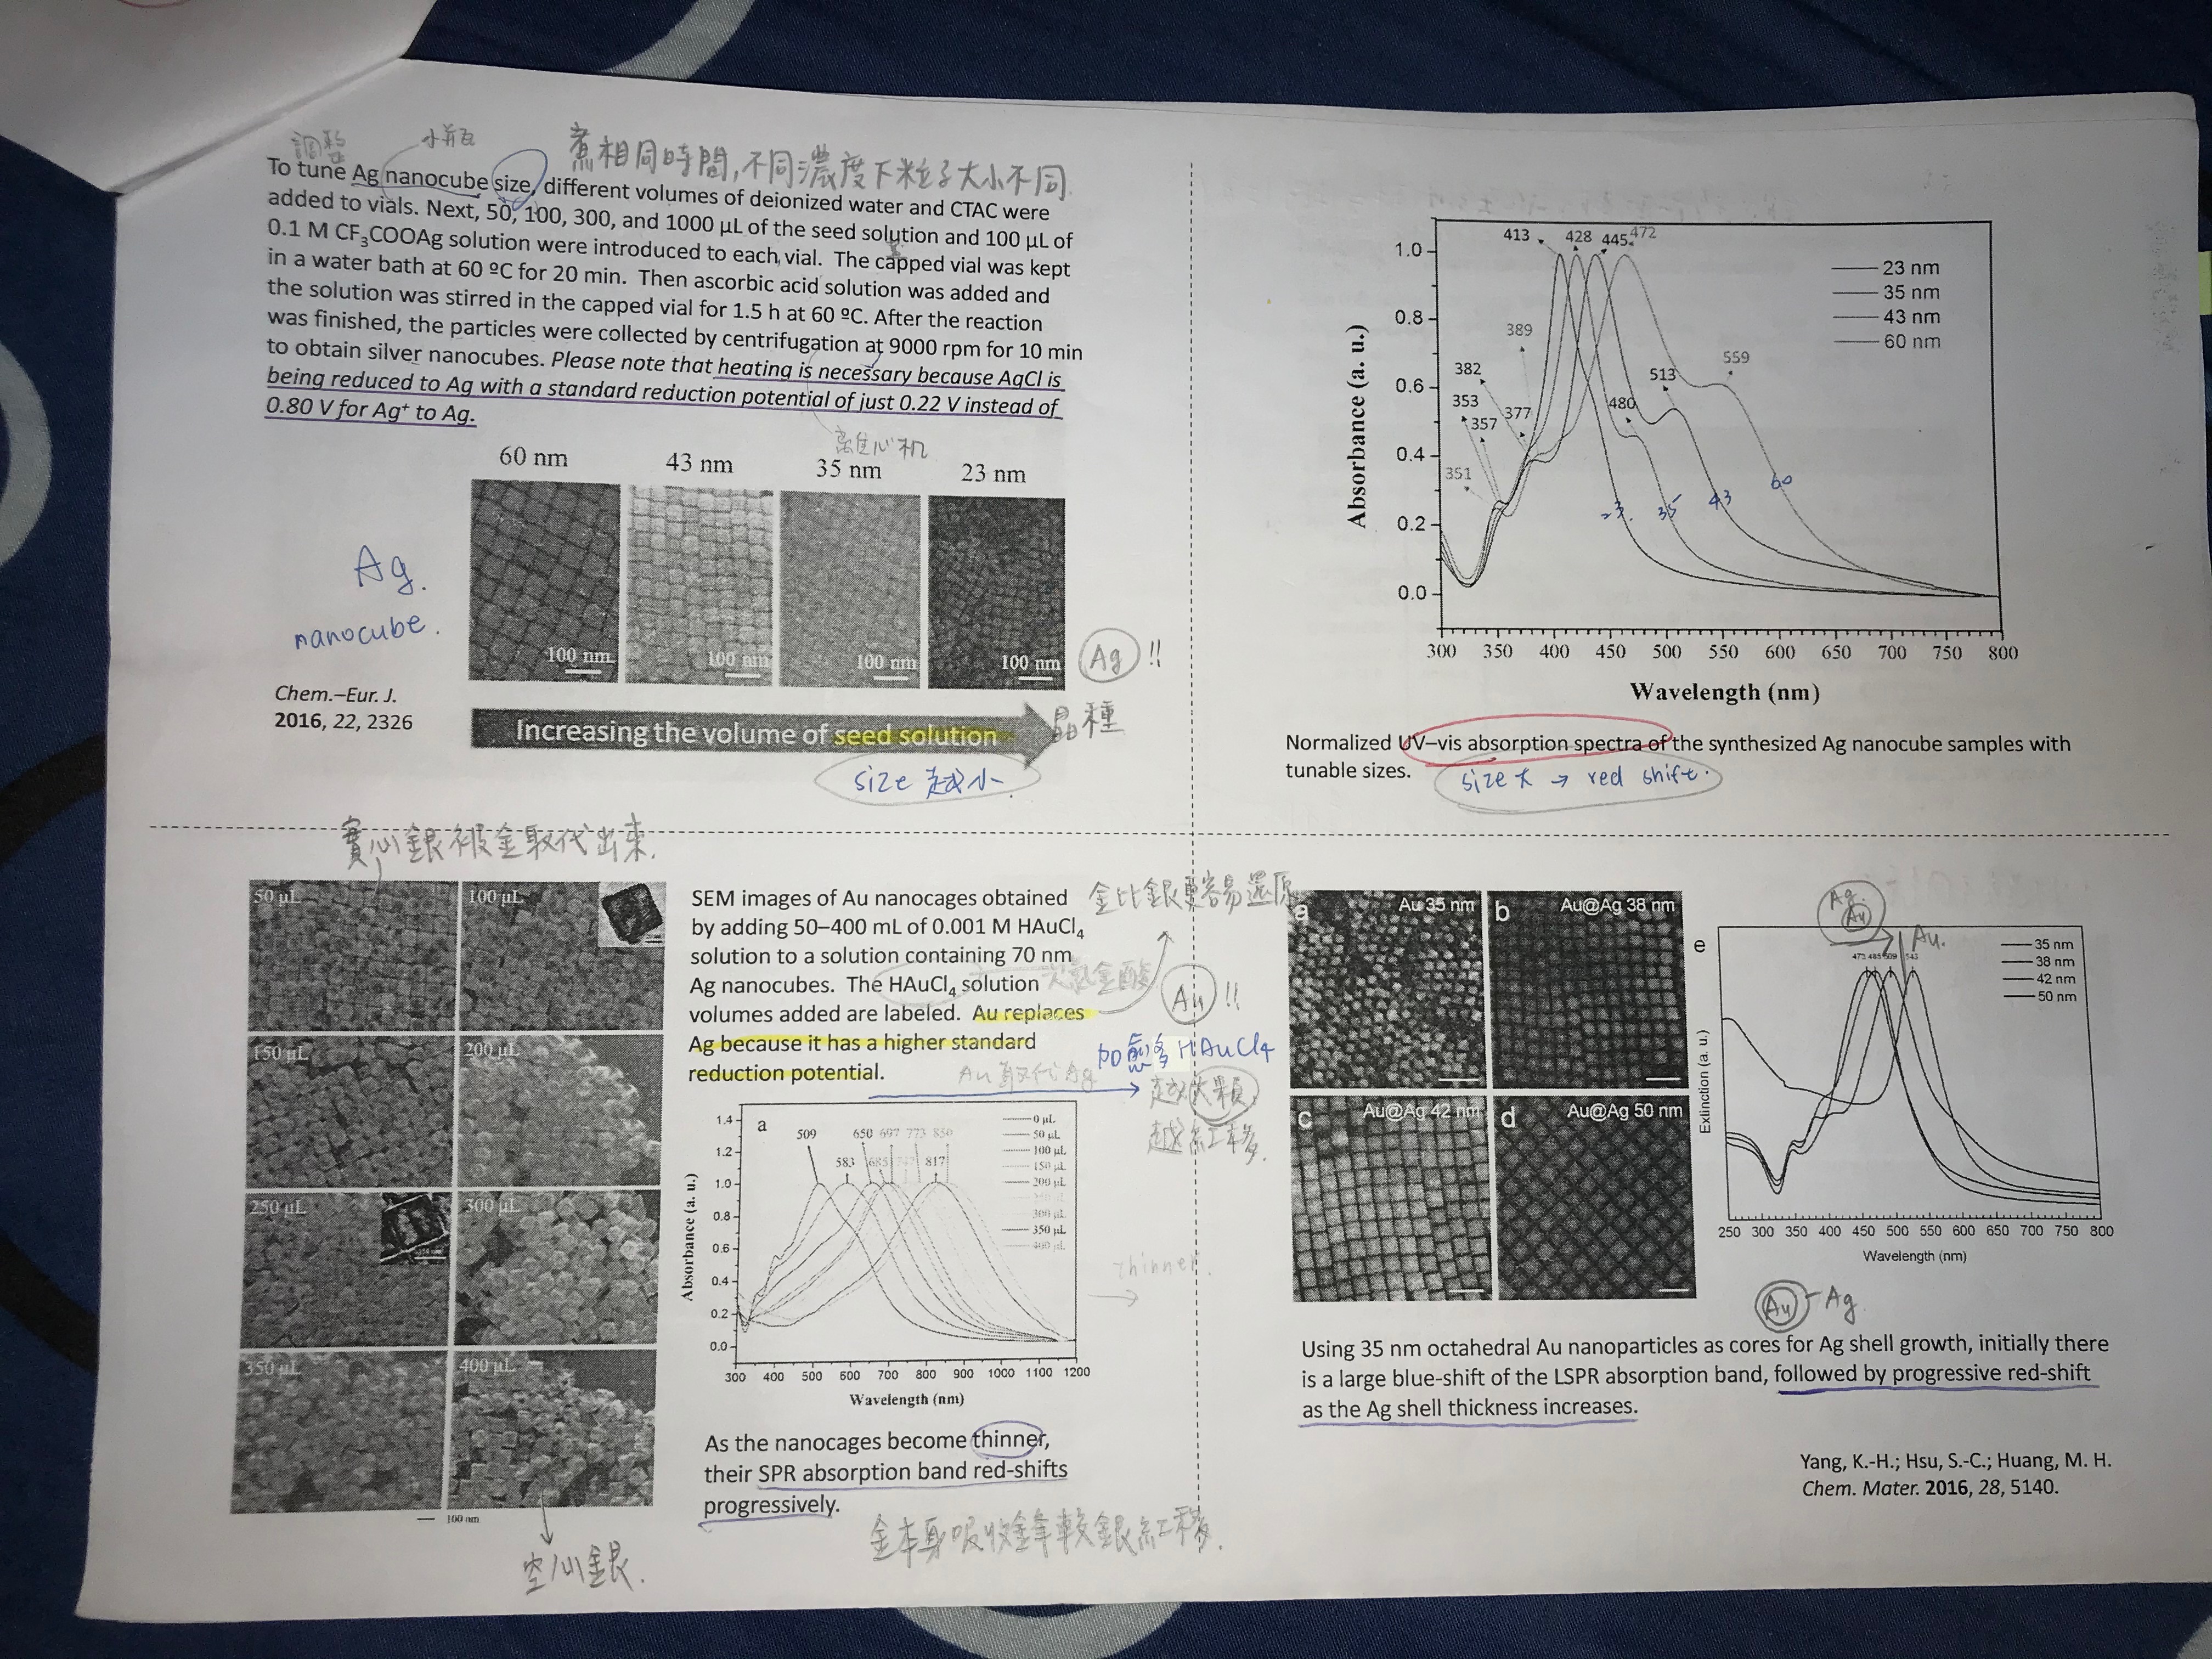 調整
小瓶
煮相同時間,不同濃度下粒子大小不同
To tune Ag nanocube size, different volumes of deionized water and CTAC were
added to vials. Next, 50, 100, 300, and 1000 µL of the seed solution and 100 µL of
0.1 M CF₃COOAg solution were introduced to each vial. The capped vial was kept
in a water bath at 60 ºC for 20 min. Then ascorbic acid solution was added and
the solution was stirred in the capped vial for 1.5 h at 60 ºC. After the reaction
was finished, the particles were collected by centrifugation at 9000 rpm for 10 min
to obtain silver nanocubes. Please note that heating is necessary because AgCl is
being reduced to Ag with a standard reduction potential of just 0.22 V instead of
0.80 V for Ag⁺ to Ag.
離心机
60 nm 43 nm 35 nm 23 nm
100 nm 100 nm 100 nm 100 nm
Ag.
nanocube.
Ag !!
Chem.–Eur. J.
2016, 22, 2326
Increasing the volume of seed solution
晶種
size 越小.
413 428 445 472
1.0
0.8
0.6
0.4
0.2
0.0
Absorbance (a. u.)
23 nm
35 nm
43 nm
60 nm
389
382
353
357
377
351
480
513
559
23. 35 43 60
300 350 400 450 500 550 600 650 700 750 800
Wavelength (nm)
Normalized UV–vis absorption spectra of the synthesized Ag nanocube samples with
tunable sizes.
size 大 → red shift.
實心銀被金取代出來.
50 µL 100 µL
150 µL 200 µL
250 µL 300 µL
350 µL 400 µL
100 nm
空心銀.
SEM images of Au nanocages obtained
by adding 50–400 mL of 0.001 M HAuCl₄
solution to a solution containing 70 nm
Ag nanocubes. The HAuCl₄ solution
volumes added are labeled. Au replaces
Ag because it has a higher standard
reduction potential.
金比銀更容易還原
氯金酸
Au !!
Au 取代 Ag
加愈多 HAuCl₄
越大顆
越紅移.
a
1.4
1.2
1.0
0.8
0.6
0.4
0.2
0.0
Absorbance (a. u.)
509 650 697 773 850
583 685 817
0 µL
50 µL
100 µL
150 µL
200 µL
300 µL
350 µL
400 µL
300 400 500 600 700 800 900 1000 1100 1200
Wavelength (nm)
thinner.
As the nanocages become thinner,
their SPR absorption band red-shifts
progressively.
金本身吸收鋒較銀紅移.
a Au 35 nm
b Au@Ag 38 nm
c Au@Ag 42 nm
d Au@Ag 50 nm
e
Ag.
Au
Au.
35 nm
38 nm
42 nm
50 nm
Extinction (a. u.)
250 300 350 400 450 500 550 600 650 700 750 800
Wavelength (nm)
Au - Ag
Using 35 nm octahedral Au nanoparticles as cores for Ag shell growth, initially there
is a large blue-shift of the LSPR absorption band, followed by progressive red-shift
as the Ag shell thickness increases.
Yang, K.-H.; Hsu, S.-C.; Huang, M. H.
Chem. Mater. 2016, 28, 5140.